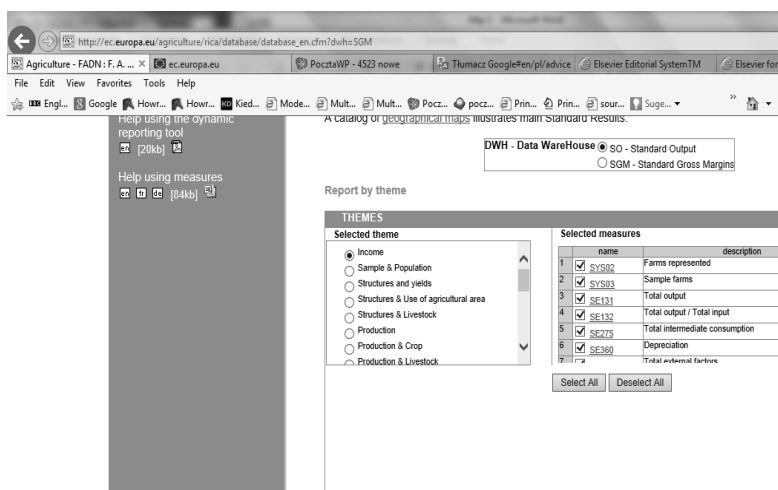 http://ec.europa.eu/agriculture/rica/database/database_en.cfm?dwh=SGM
Agriculture - FADN : F. A. ... × ec.europa.eu PocztaWP - 4523 nowe Tłumacz Google#en/pl/advice Elsevier Editorial SystemTM Elsevier for
File Edit View Favorites Tools Help
Engl... Google Howr... Howr... Kied... Mode... Mult... Mult... Pocz... pocz... Prin... Prin... sour... Suge... »
Help using the dynamic
reporting tool
en [20kb]
Help using measures
en fr de [84kb]
A catalog of geographical maps illustrates main Standard Results.
DWH - Data WareHouse SO - Standard Output
SGM - Standard Gross Margins
Report by theme
THEMES
Selected theme
Income
Sample & Population
Structures and yields
Structures & Use of agricultural area
Structures & Livestock
Production
Production & Crop
Production & Livestock
Selected measures
name description
1 SYS02 Farms represented
2 SYS03 Sample farms
3 SE131 Total output
4 SE132 Total output / Total input
5 SE275 Total intermediate consumption
6 SE360 Depreciation
7 Total external factors
Select All Deselect All